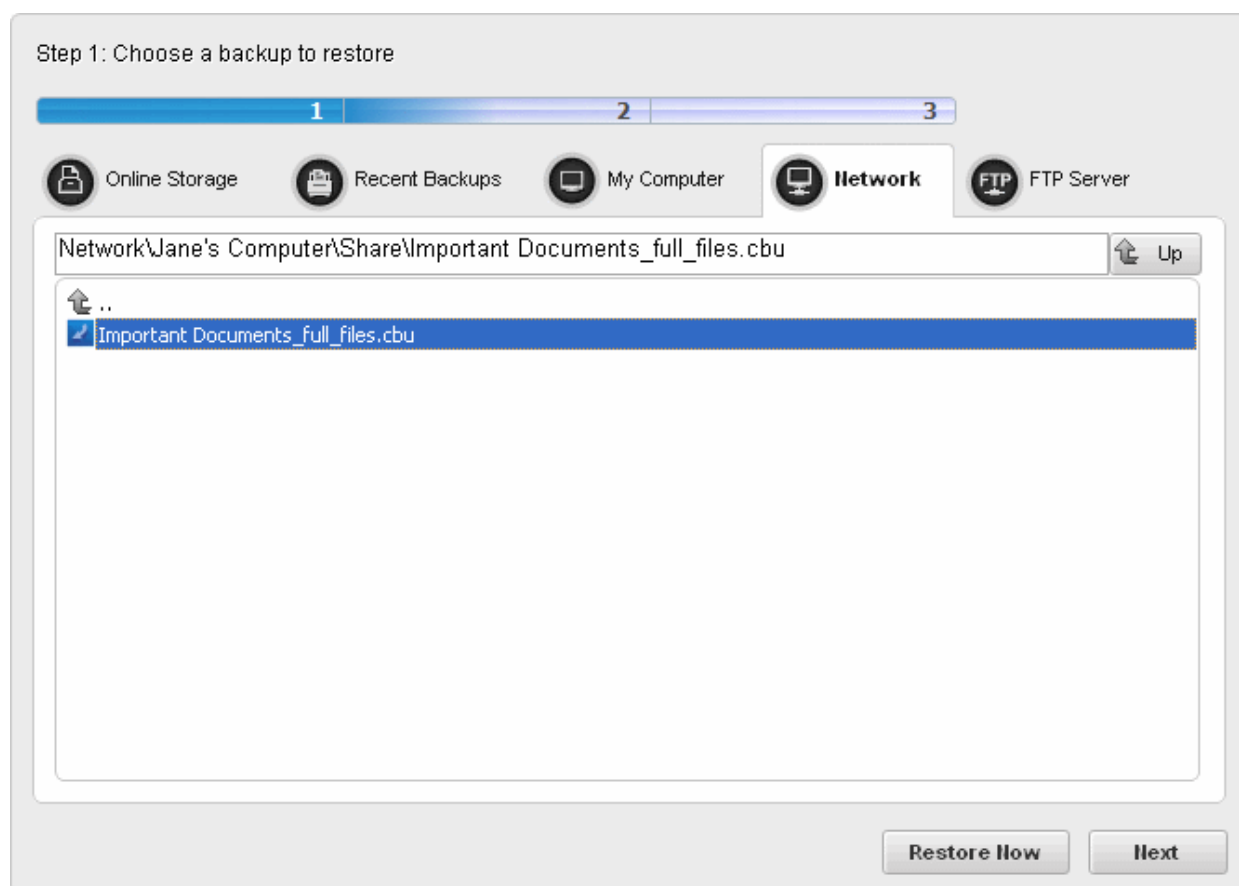 Step 1: Choose a backup to restore
1 2 3
Online Storage Recent Backups My Computer Network FTP FTP Server
Network\Jane's Computer\Share\Important Documents_full_files.cbu Up
..
Important Documents_full_files.cbu
Restore Now Next